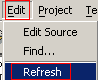 Edit Project Te
Edit Source
Find...
Refresh